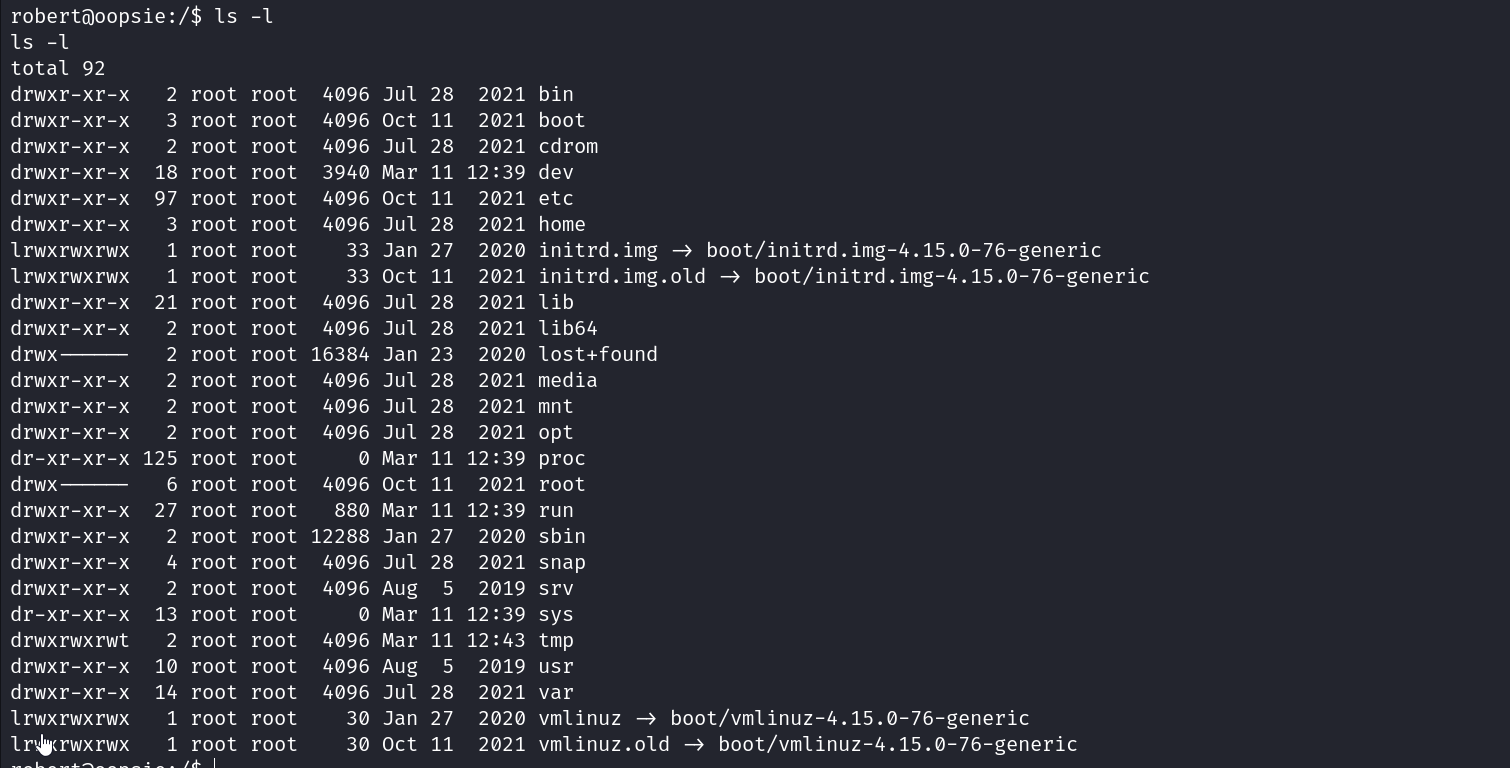 robert@oopsie:/$ ls -l
ls -l
total 92
drwxr-xr-x   2 root root  4096 Jul 28  2021 bin
drwxr-xr-x   3 root root  4096 Oct 11  2021 boot
drwxr-xr-x   2 root root  4096 Jul 28  2021 cdrom
drwxr-xr-x  18 root root  3940 Mar 11 12:39 dev
drwxr-xr-x  97 root root  4096 Oct 11  2021 etc
drwxr-xr-x   3 root root  4096 Jul 28  2021 home
lrwxrwxrwx   1 root root    33 Jan 27  2020 initrd.img -> boot/initrd.img-4.15.0-76-generic
lrwxrwxrwx   1 root root    33 Oct 11  2021 initrd.img.old -> boot/initrd.img-4.15.0-76-generic
drwxr-xr-x  21 root root  4096 Jul 28  2021 lib
drwxr-xr-x   2 root root  4096 Jul 28  2021 lib64
drwx------   2 root root 16384 Jan 23  2020 lost+found
drwxr-xr-x   2 root root  4096 Jul 28  2021 media
drwxr-xr-x   2 root root  4096 Jul 28  2021 mnt
drwxr-xr-x   2 root root  4096 Jul 28  2021 opt
dr-xr-xr-x 125 root root     0 Mar 11 12:39 proc
drwx------   6 root root  4096 Oct 11  2021 root
drwxr-xr-x  27 root root   880 Mar 11 12:39 run
drwxr-xr-x   2 root root 12288 Jan 27  2020 sbin
drwxr-xr-x   4 root root  4096 Jul 28  2021 snap
drwxr-xr-x   2 root root  4096 Aug  5  2019 srv
dr-xr-xr-x  13 root root     0 Mar 11 12:39 sys
drwxrwxrwt   2 root root  4096 Mar 11 12:43 tmp
drwxr-xr-x  10 root root  4096 Aug  5  2019 usr
drwxr-xr-x  14 root root  4096 Jul 28  2021 var
lrwxrwxrwx   1 root root    30 Jan 27  2020 vmlinuz -> boot/vmlinuz-4.15.0-76-generic
lrwxrwxrwx   1 root root    30 Oct 11  2021 vmlinuz.old -> boot/vmlinuz-4.15.0-76-generic
robert@oopsie:/$